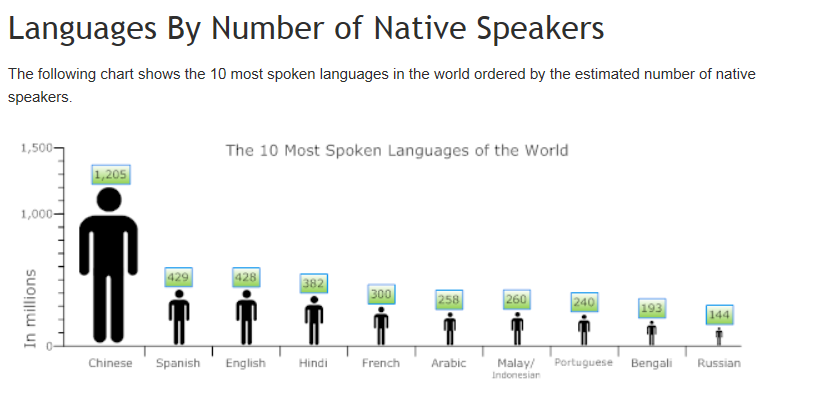 Languages By Number of Native Speakers
The following chart shows the 10 most spoken languages in the world ordered by the estimated number of native
speakers.
The 10 Most Spoken Languages of the World
1,500
1,000
0
In millions
1,205
429
428
382
300
258
260
240
193
144
Chinese
Spanish
English
Hindi
French
Arabic
Malay/
Indonesian
Portuguese
Bengali
Russian